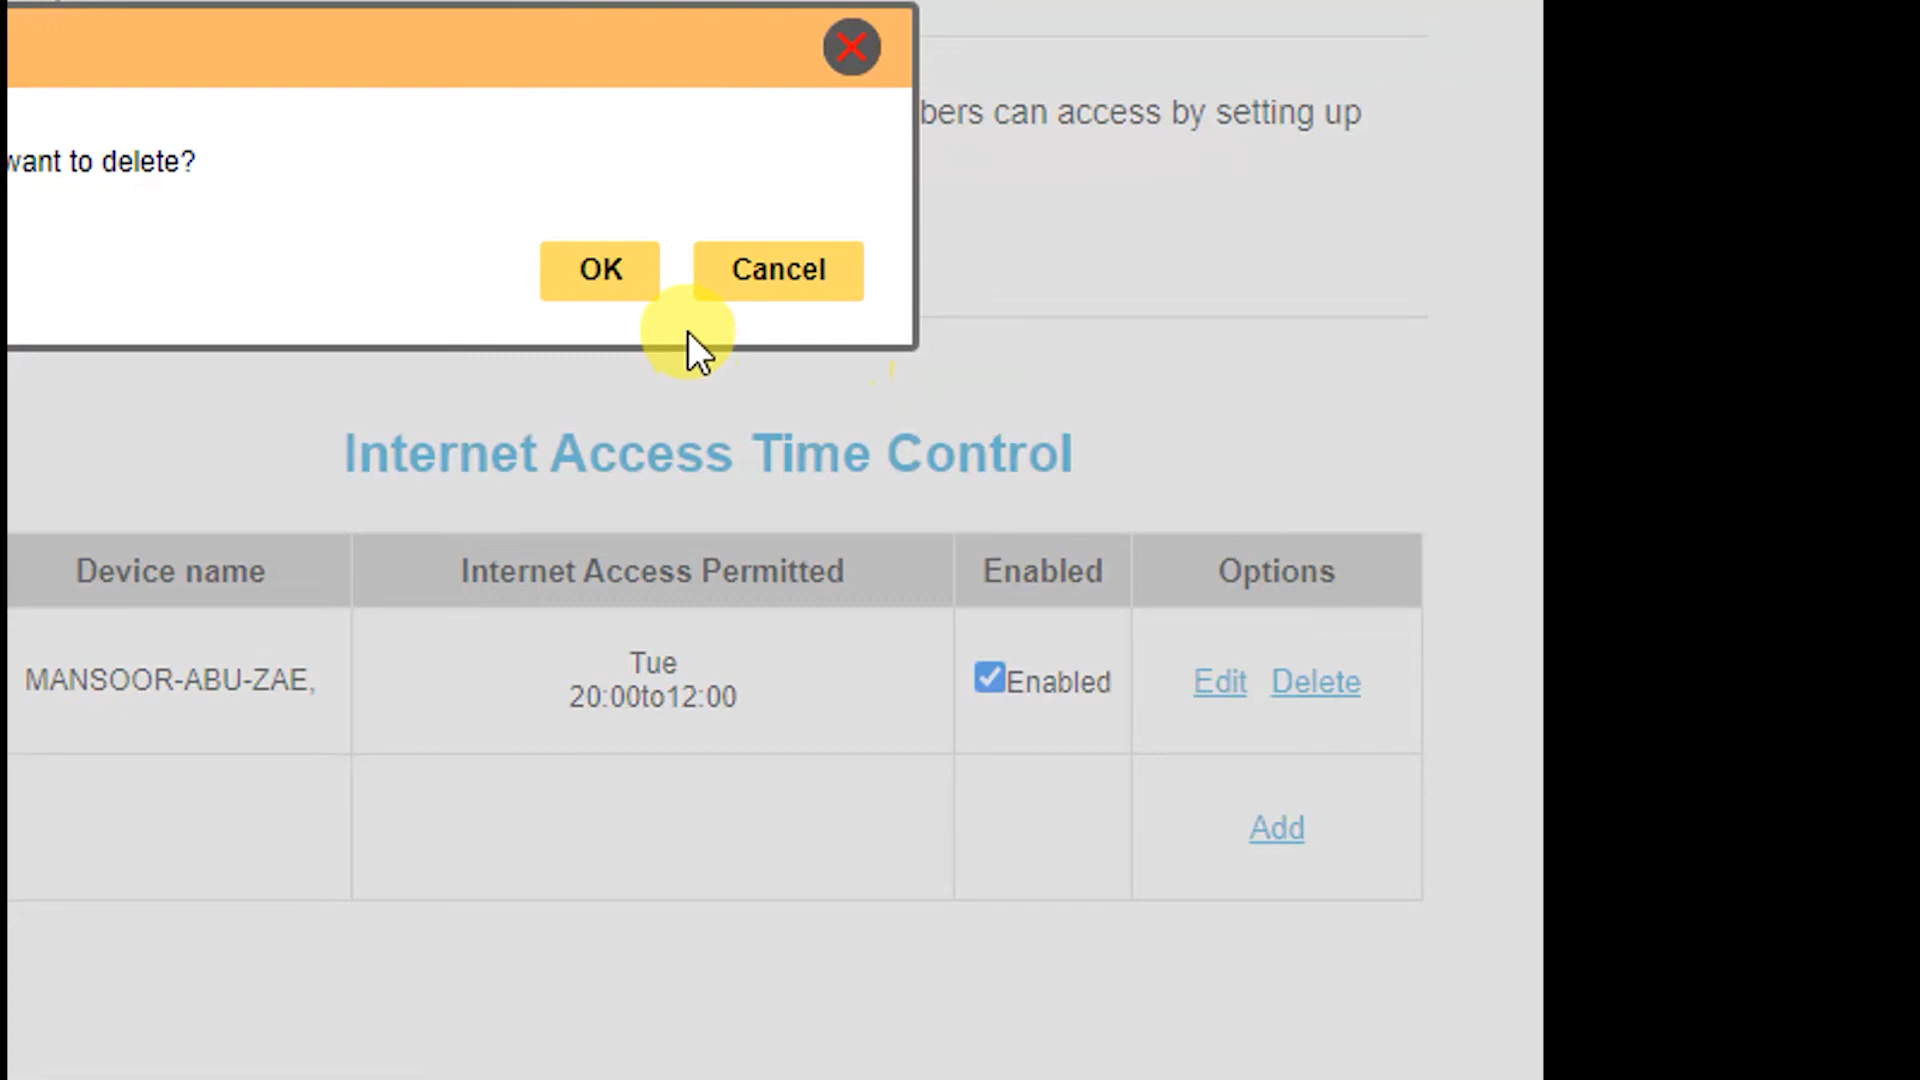 bers can access by setting up
want to delete?
OK
Cancel
Internet Access Time Control
Device name
Internet Access Permitted
Enabled
Options
MANSOOR-ABU-ZAE,
Tue
20:00to12:00
Enabled
Edit
Delete
Add